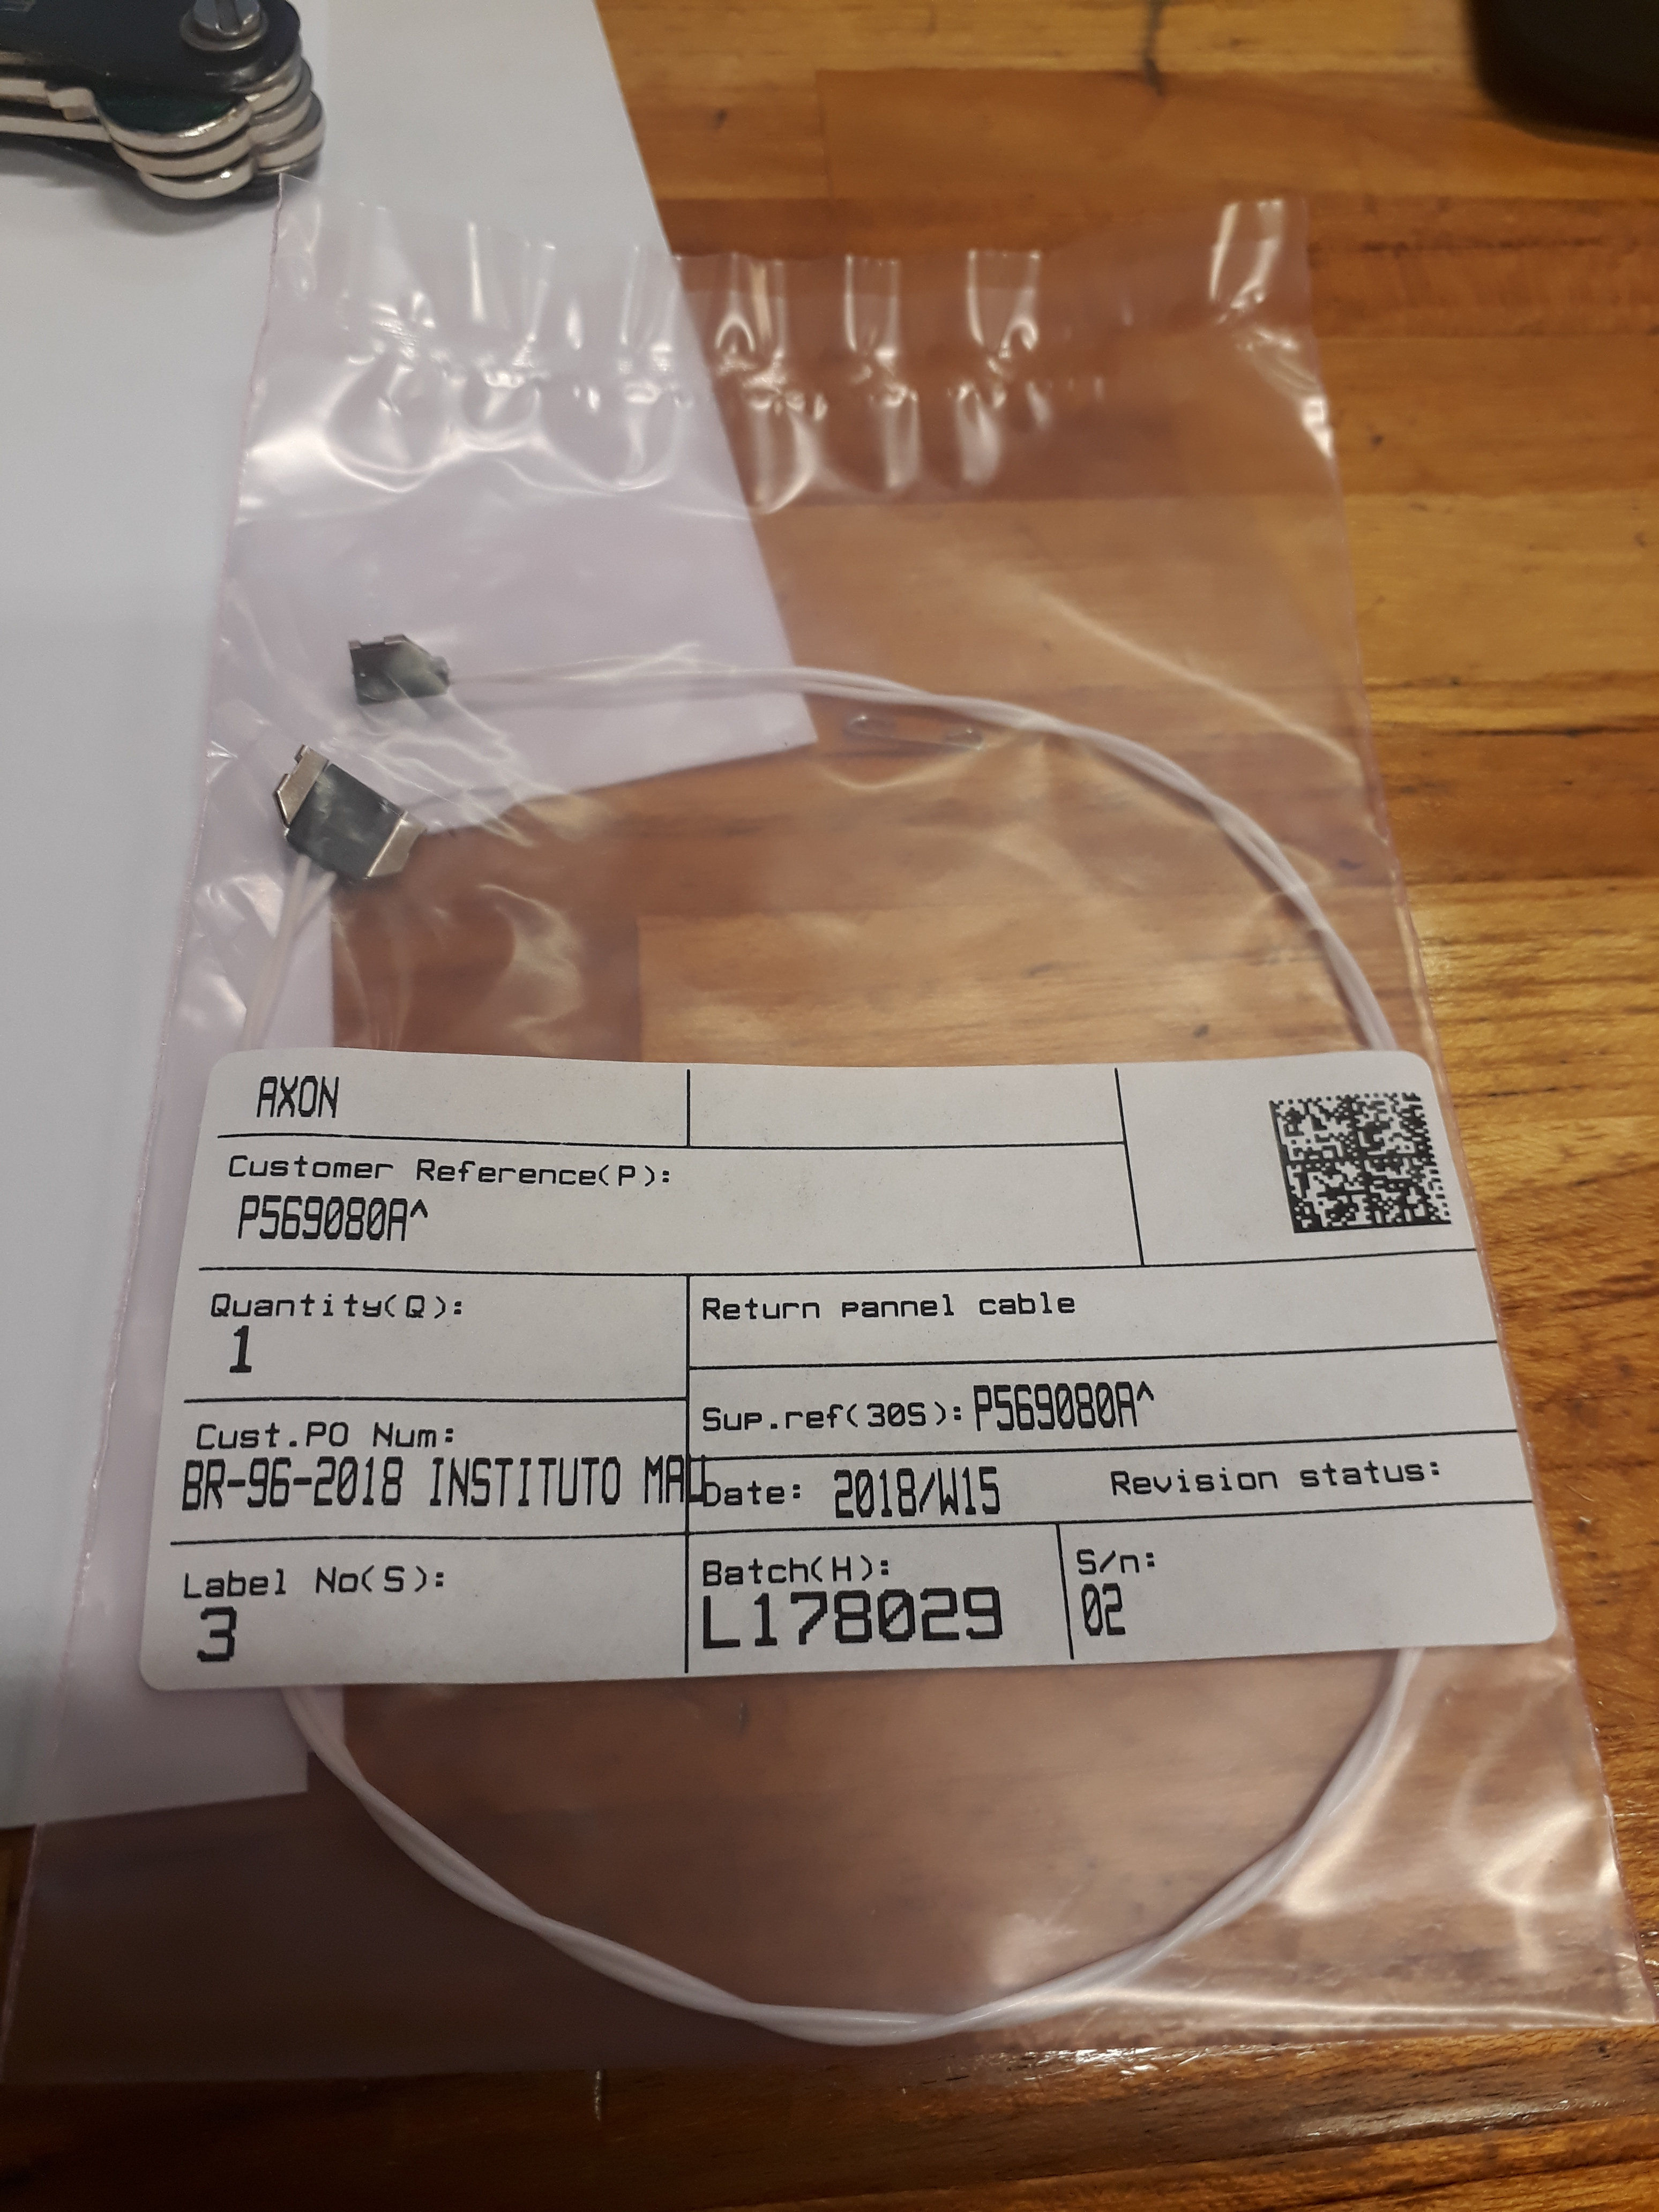 AXON
Customer Reference(P):
P569080A^
Quantity(Q):
1
Return pannel cable
Sup.ref(30S): P569080A^
Cust.PO Num:
BR-96-2018 INSTITUTO MAU
Date: 2018/W15 Revision status:
Label No(S):
3
Batch(H):
L178029
S/n:
02